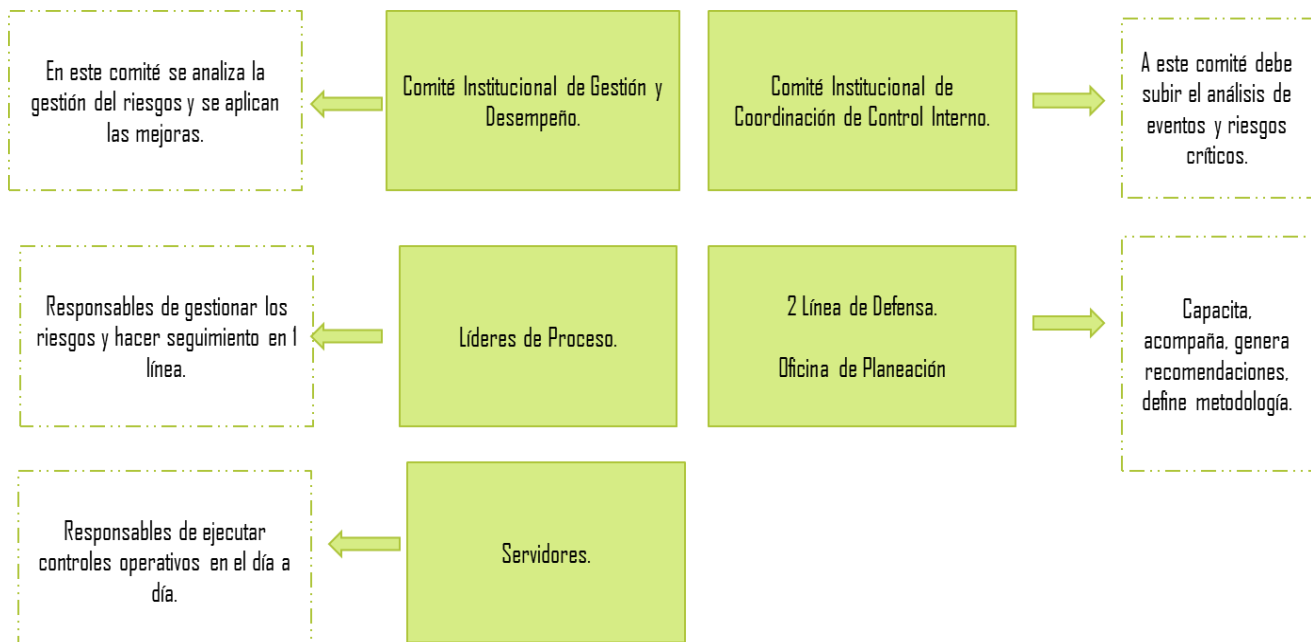 En este comité se analiza la
gestión del riesgos y se aplican
las mejoras.
Comité Institucional de Gestión y
Desempeño.
Comité Institucional de
Coordinación de Control Interno.
A este comité debe
subir el análisis de
eventos y riesgos
críticos.
Responsables de gestionar los
riesgos y hacer seguimiento en 1
línea.
Líderes de Proceso.
2 Línea de Defensa.
Oficina de Planeación
Capacita,
acompaña, genera
recomendaciones,
define metodología.
Responsables de ejecutar
controles operativos en el día a
día.
Servidores.